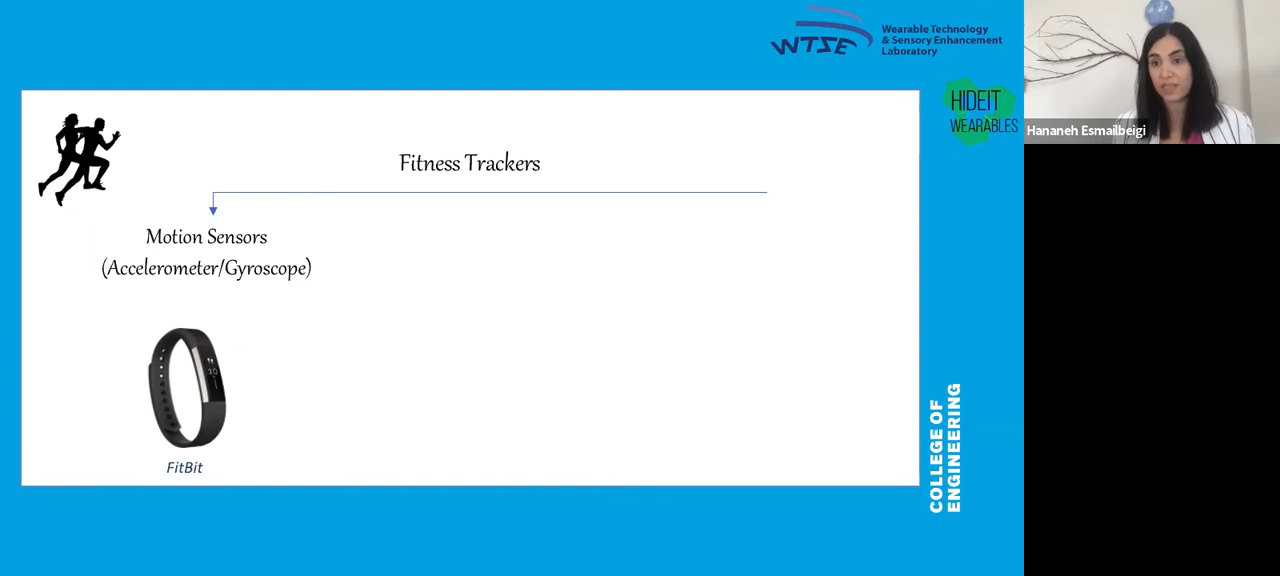 WTSE
Wearable Technology
& Sensory Enhancement
Laboratory
HIDEIT
WEARABLES
Hananeh Esmailbeigi
Fitness Trackers
Motion Sensors
(Accelerometer/Gyroscope)
10
FitBit
COLLEGE OF
ENGINEERING